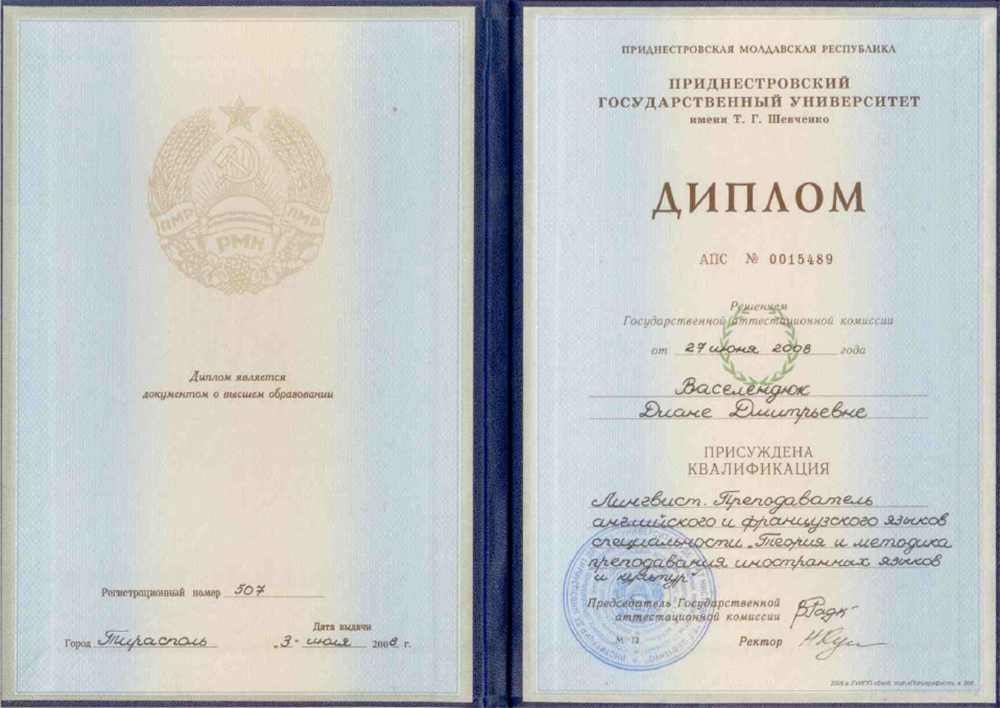 ПМР
ПМР
РМН
Диплом является
документом о высшем образовании
Регистрационный номер 507
Дата выдачи
Город Тирасполь „3“ июля 2008 г.
ПРИДНЕСТРОВСКАЯ МОЛДАВСКАЯ РЕСПУБЛИКА
ПРИДНЕСТРОВСКИЙ
ГОСУДАРСТВЕННЫЙ УНИВЕРСИТЕТ
имени Т. Г. Шевченко
ДИПЛОМ
АПС № 0015489
Решением
Государственной аттестационной комиссии
от 27 июня 2008 года
Васелендюк
Диане Дмитрьевне
ПРИСУЖДЕНА
КВАЛИФИКАЦИЯ
Лингвист. Преподаватель
английского и французского языков
специальности „Теория и методика
преподавания иностранных языков
и культур"
Председатель Государственной
аттестационной комиссии
М П
Ректор